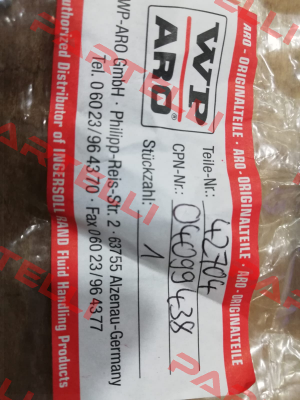 ARO - ORIGINALTEILE · ARO-ORIGINALTEILE · ARO-ORIGINALTEILE
WP
ARO®
Teile-Nr.: 42704
CPN-Nr.: 04099438
Stückzahl: 1
WP-ARO GmbH · Philipp-Reis-Str. 2 · 63755 Alzenau-Germany
Tel. 0 60 23/96 43 70 · Fax 0 60 23/96 43 77
Authorized Distributor of INGERSOLL RAND Fluid Handling Products